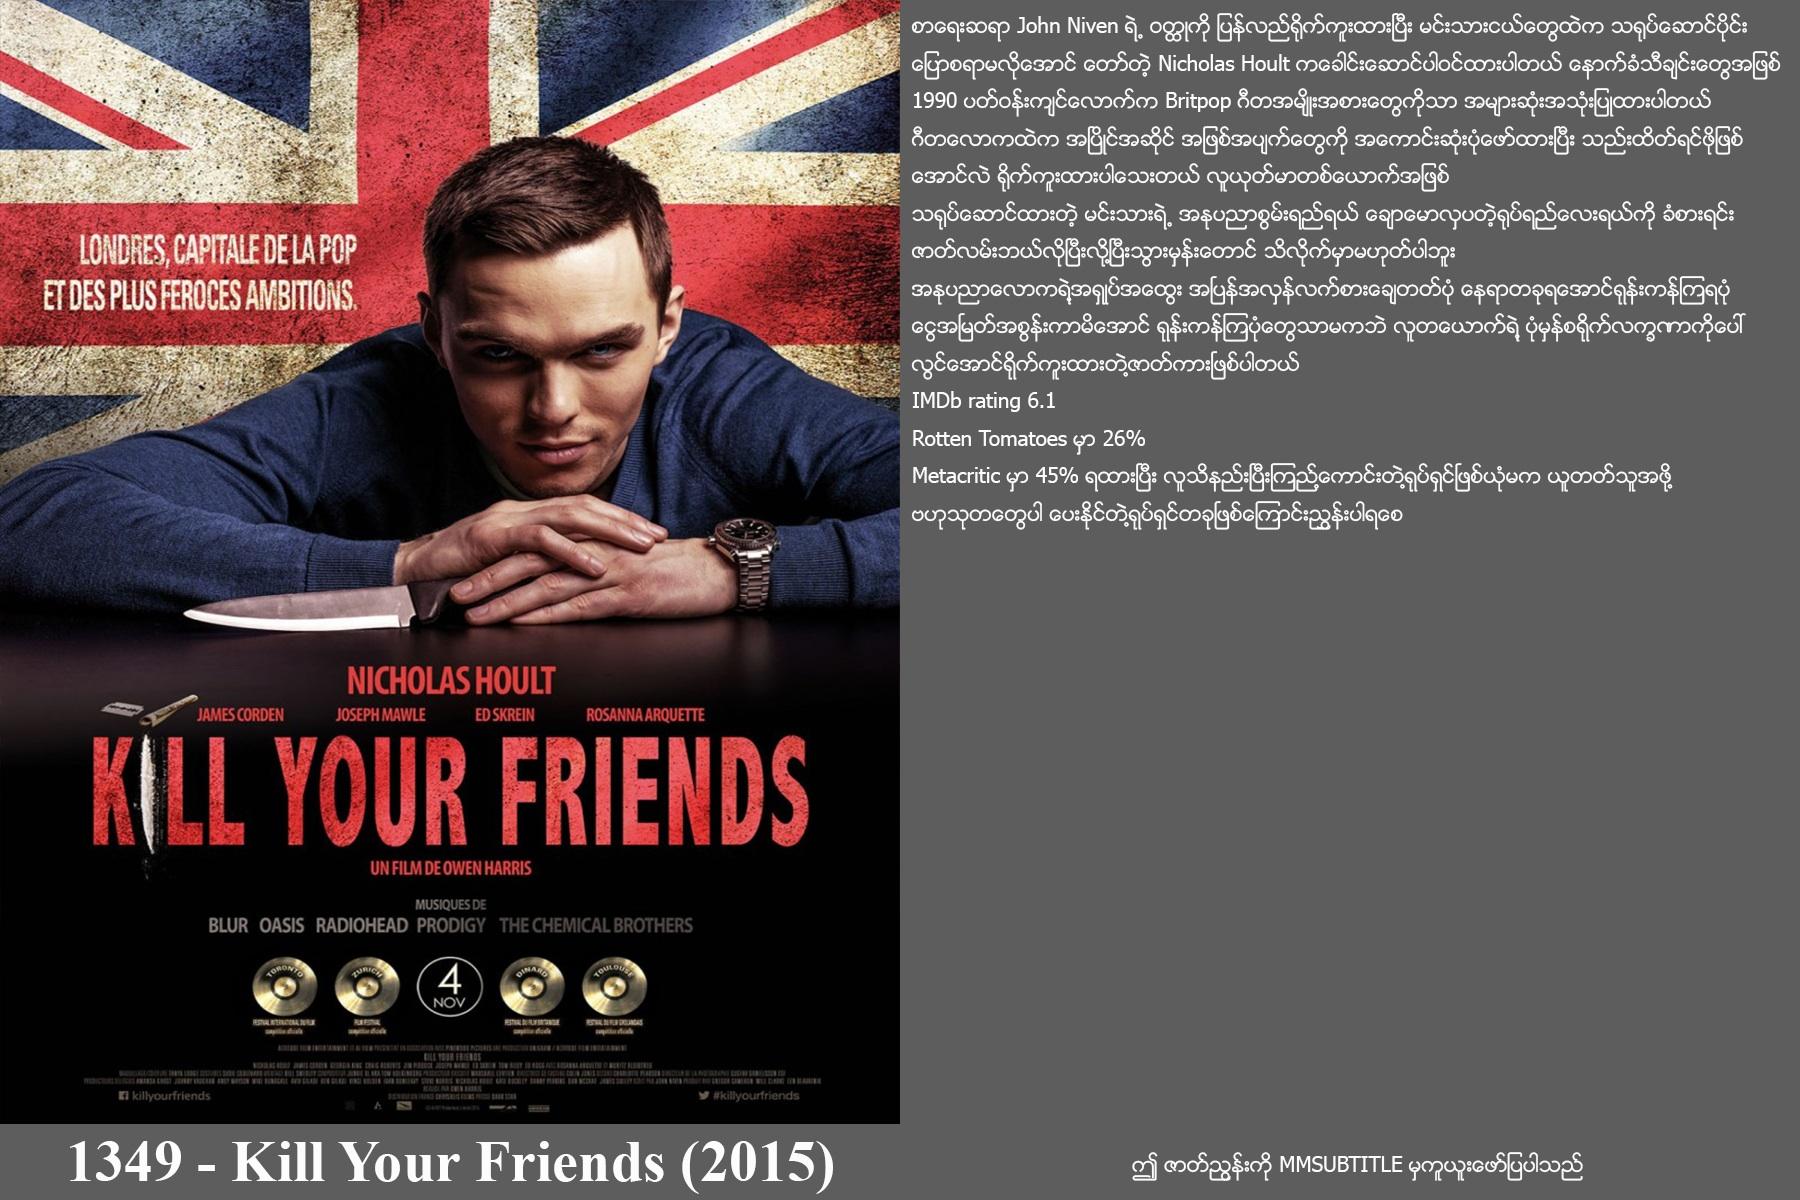 LONDRES, CAPITALE DE LA POP
ET DES PLUS FEROCES AMBITIONS.
NICHOLAS HOULT
JAMES CORDEN JOSEPH MAWLE ED SKREIN ROSANNA ARQUETTE
KILL YOUR FRIENDS
UN FILM DE OWEN HARRIS
MUSIQUES DE
BLUR OASIS RADIOHEAD PRODIGY THE CHEMICAL BROTHERS
TORONTO ZURICH 4 NOV DINARD TOULOUSE
KILL YOUR FRIENDS
killyourfriends #killyourfriends
1349 - Kill Your Friends (2015)
စာရေးဆရာ John Niven ရဲ့ ဝတ္ထုကို ပြန်လည်ရိုက်ကူးထားပြီး မင်းသားငယ်တွေထဲက သရုပ်ဆောင်ပိုင်း
ပြောစရာမလိုအောင် တော်တဲ့ Nicholas Hoult ကခေါင်းဆောင်ပါဝင်ထားပါတယ် နောက်ခံသီချင်းတွေအဖြစ်
1990 ပတ်ဝန်းကျင်လောက်က Britpop ဂီတအမျိုးအစားတွေကိုသာ အများဆုံးအသုံးပြုထားပါတယ်
ဂီတလောကထဲက အပြိုင်အဆိုင် အဖြစ်အပျက်တွေကို အကောင်းဆုံးပုံဖော်ထားပြီး သည်းထိတ်ရင်ဖိုဖြစ်
အောင်လဲ ရိုက်ကူးထားပါသေးတယ် လူယုတ်မာတစ်ယောက်အဖြစ်
သရုပ်ဆောင်ထားတဲ့ မင်းသားရဲ့ အနုပညာစွမ်းရည်ရယ် ချောမောလှပတဲ့ရုပ်ရည်လေးရယ်ကို ခံစားရင်း
ဇာတ်လမ်းဘယ်လိုပြီးလို့ပြီးသွားမှန်းတောင် သိလိုက်မှာမဟုတ်ပါဘူး
အနုပညာလောကရဲ့အရှုပ်အထွေး အပြန်အလှန်လက်စားချေတတ်ပုံ နေရာတခုရအောင်ရုန်းကန်ကြရပုံ
ငွေအမြတ်အစွန်းကာမိအောင် ရုန်းကန်ကြပုံတွေသာမကဘဲ လူတယောက်ရဲ့ ပုံမှန်စရိုက်လက္ခဏာကိုပေါ်
လွင်အောင်ရိုက်ကူးထားတဲ့ဇာတ်ကားဖြစ်ပါတယ်
IMDb rating 6.1
Rotten Tomatoes မှာ 26%
Metacritic မှာ 45% ရထားပြီး လူသိနည်းပြီးကြည့်ကောင်းတဲ့ရုပ်ရှင်ဖြစ်ယုံမက ယူတတ်သူအဖို့
ဗဟုသုတတွေပါ ပေးနိုင်တဲ့ရုပ်ရှင်တခုဖြစ်ကြောင်းညွှန်းပါရစေ
ဤ ဇာတ်ညွှန်းကို MMSUBTITLE မှကူယူးဖော်ပြပါသည်